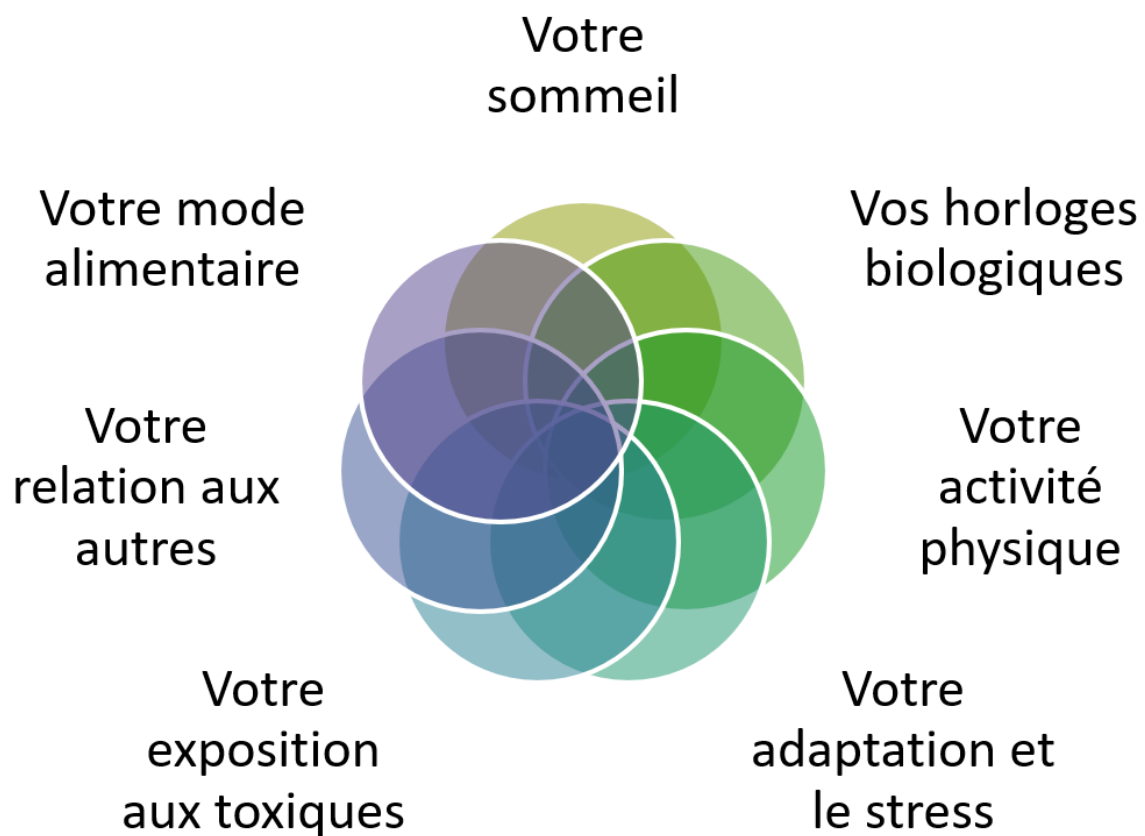 Votre
sommeil
Vos horloges
biologiques
Votre
activité
physique
Votre
adaptation et
le stress
Votre
exposition
aux toxiques
Votre
relation aux
autres
Votre mode
alimentaire